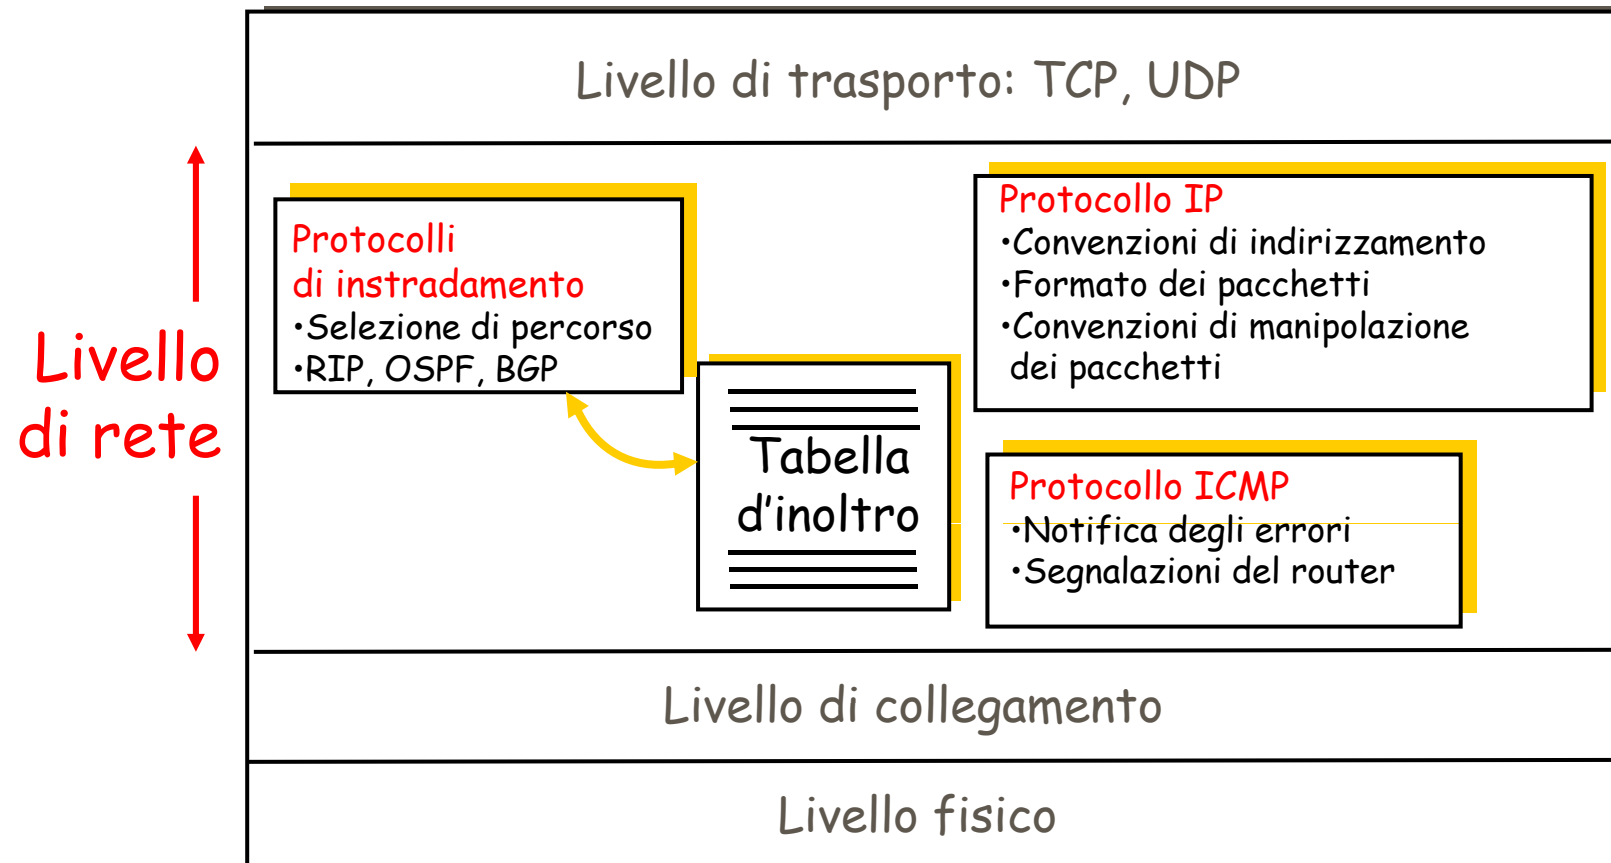 Livello di trasporto: TCP, UDP
Livello
di rete
Protocolli
di instradamento
•Selezione di percorso
•RIP, OSPF, BGP
Tabella
d’inoltro
Protocollo IP
•Convenzioni di indirizzamento
•Formato dei pacchetti
•Convenzioni di manipolazione
dei pacchetti
Protocollo ICMP
•Notifica degli errori
•Segnalazioni del router
Livello di collegamento
Livello fisico